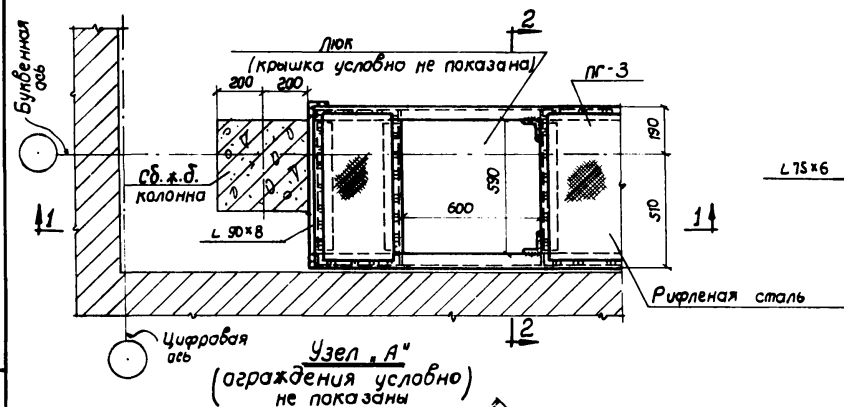 2
Люк
(крышка условно не показана)
200 200
пг-3
Буквенная
ось
190
Сб. ж.б.
колонна
590
L 75×6
600
510
1
1
L 90×8
Рифленая сталь
Цифровая
ось
2
Узел „А"
(ограждения условно)
не показаны